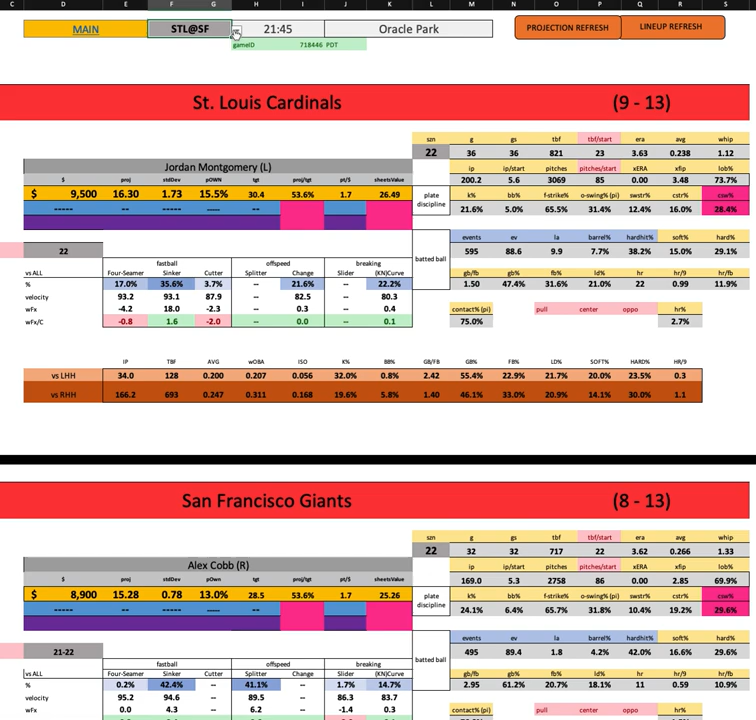 C D E F G H I J K L M N O P Q R S
MAIN STL@SF 21:45 Oracle Park PROJECTION REFRESH LINEUP REFRESH
gameID 718446 PDT
St. Louis Cardinals (9 - 13)
szn g gs tbf tbf/start era avg whip
22 36 36 821 23 3.63 0.238 1.12
Jordan Montgomery (L)
ip ip/start pitches pitches/start xERA xfip lob%
$ proj stdDev pOWN tgt proj/tgt pt/$ sheetsValue
200.2 5.6 3069 85 0.00 3.48 73.7%
$ 9,500 16.30 1.73 15.5% 30.4 53.6% 1.7 26.49
plate discipline
k% bb% f-strike% o-swing% (pi) swstr% cstr% csw%
----- -- ----- ---- --
21.6% 5.0% 65.5% 31.4% 12.4% 16.0% 28.4%
batted ball
events ev la barrel% hardhit% soft% hard%
22
595 88.6 9.9 7.7% 38.2% 15.0% 29.1%
fastball offspeed breaking
vs ALL Four-Seamer Sinker Cutter Splitter Change Slider (KN)Curve
gb/fb gb% fb% ld% hr hr/9 hr/fb
% 17.0% 35.6% 3.7% -- 21.6% -- 22.2%
1.50 47.4% 31.6% 21.0% 22 0.99 11.9%
velocity 93.2 93.1 87.9 -- 82.5 -- 80.3
wFx -4.2 18.0 -2.3 -- 0.3 -- 0.4
contact% (pi) pull center oppo hr%
wFx/C -0.8 1.6 -2.0 -- 0.0 -- 0.1
75.0% 2.7%
IP TBF AVG wOBA ISO K% BB% GB/FB GB% FB% LD% SOFT% HARD% HR/9
vs LHH 34.0 128 0.200 0.207 0.056 32.0% 0.8% 2.42 55.4% 22.9% 21.7% 20.0% 23.5% 0.3
vs RHH 166.2 693 0.247 0.311 0.168 19.6% 5.8% 1.40 46.1% 33.0% 20.9% 14.1% 30.0% 1.1
San Francisco Giants (8 - 13)
szn g gs tbf tbf/start era avg whip
22 32 32 717 22 3.62 0.266 1.33
Alex Cobb (R)
ip ip/start pitches pitches/start xERA xfip lob%
$ proj stdDev pOwn tgt proj/tgt pt/$ sheetsValue
169.0 5.3 2758 86 0.00 2.85 69.9%
$ 8,900 15.28 0.78 13.0% 28.5 53.6% 1.7 25.26
plate discipline
k% bb% f-strike% o-swing% (pi) swstr% cstr% csw%
----- -- ----- ---- --
24.1% 6.4% 65.7% 31.8% 10.4% 19.2% 29.6%
batted ball
events ev la barrel% hardhit% soft% hard%
21-22
495 89.4 1.8 4.2% 42.0% 16.6% 29.6%
fastball offspeed breaking
vs ALL Four-Seamer Sinker Cutter Splitter Change Slider (KN)Curve
gb/fb gb% fb% ld% hr hr/9 hr/fb
% 0.2% 42.4% -- 41.1% -- 1.7% 14.7%
2.95 61.2% 20.7% 18.1% 11 0.59 10.9%
velocity 95.2 94.6 -- 89.5 -- 86.3 83.7
wFx 0.0 4.3 -- 6.2 -- -1.4 0.3
contact% (pi) pull center oppo hr%